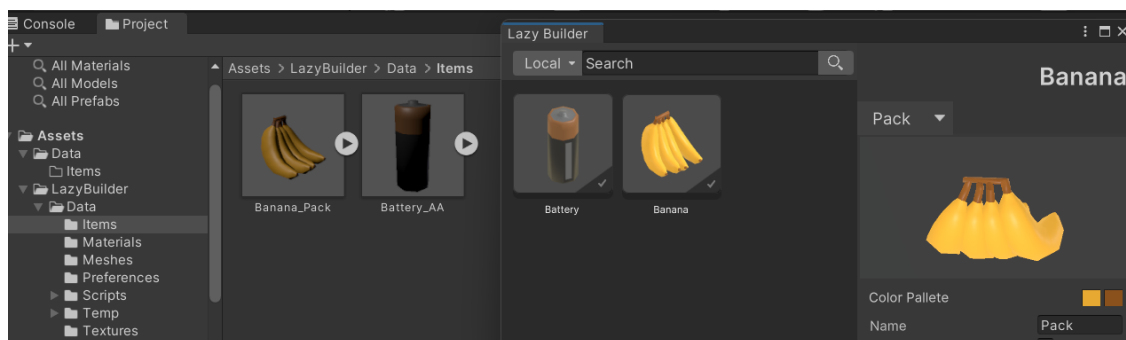 Console Project
All Materials
All Models
All Prefabs
Assets
Data
Items
LazyBuilder
Data
Items
Materials
Meshes
Preferences
Scripts
Temp
Textures
Assets > LazyBuilder > Data > Items
Banana_Pack Battery_AA
Lazy Builder
Local Search
Battery Banana
Banana
Pack
Color Pallete
Name Pack